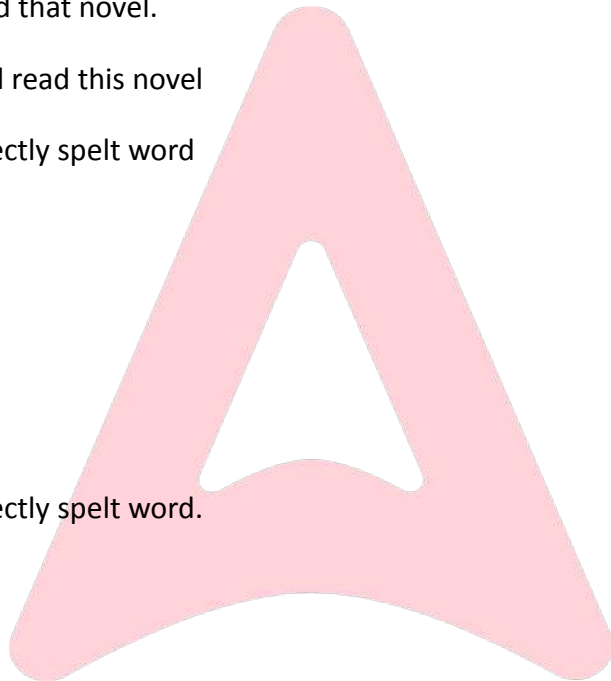 d that novel.
l read this novel
ectly spelt word
ectly spelt word.